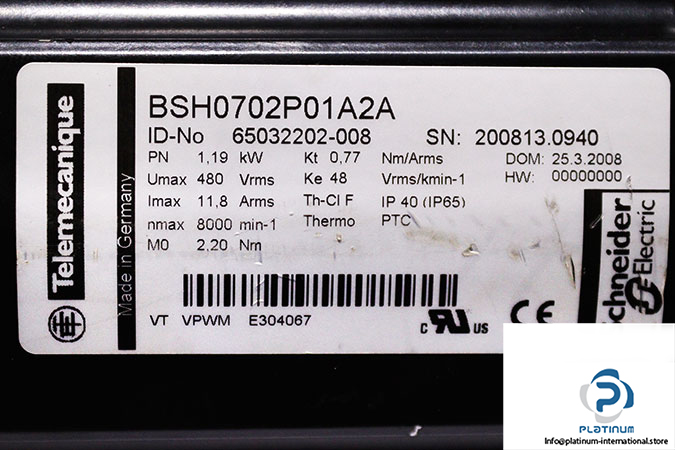 Telemecanique
Made in Germany
BSH0702P01A2A
ID-No 65032202-008 SN: 200813.0940
PN 1,19 kW Kt 0,77 Nm/Arms DOM: 25.3.2008
Umax 480 Vrms Ke 48 Vrms/kmin-1 HW: 00000000
Imax 11,8 Arms Th-Cl F IP 40 (IP65)
nmax 8000 min-1 Thermo PTC
M0 2,20 Nm
VT VPWM E304067
C RU US
CE
chneider
Electric
PLATINUM
Info@platinum-international.store